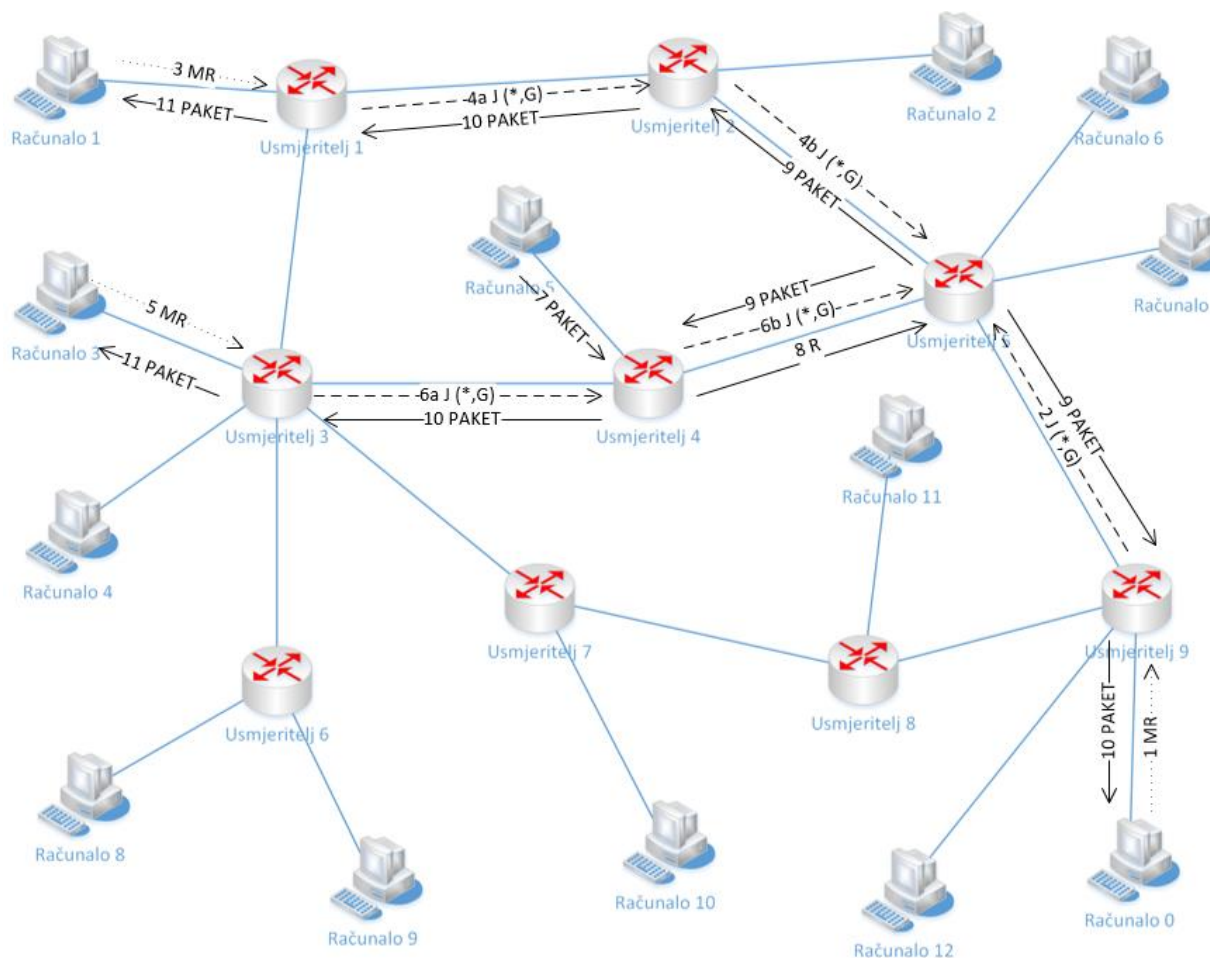 3 MR
11 PAKET
Računalo 1
Usmjeritelj 1
4a J (*,G)
10 PAKET
Usmjeritelj 2
Računalo 2
Računalo 6
4b J (*,G)
9 PAKET
Računalo 5
7 PAKET
Računalo
5 MR
Računalo 3
11 PAKET
9 PAKET
6b J (*,G)
8 R
Usmjeritelj 5
Usmjeritelj 3
6a J (*,G)
10 PAKET
Usmjeritelj 4
9 PAKET
2 J (*,G)
Računalo 11
Računalo 4
Usmjeritelj 7
Usmjeritelj 8
Usmjeritelj 9
10 PAKET
1 MR
Usmjeritelj 6
Računalo 8
Računalo 9
Računalo 10
Računalo 12
Računalo 0